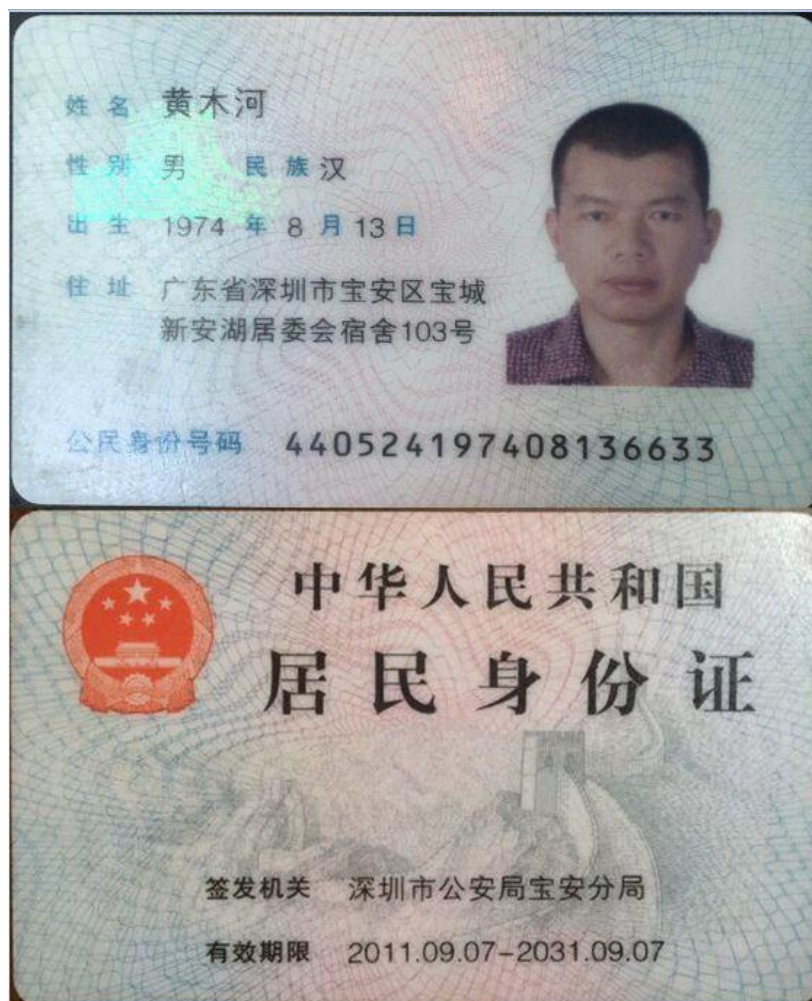 姓名 黄木河
性别 男 民族 汉
出生 1974 年 8 月 13 日
住址 广东省深圳市宝安区宝城
新安湖居委会宿舍103号
公民身份号码 440524197408136633
中华人民共和国
居民身份证
签发机关 深圳市公安局宝安分局
有效期限 2011.09.07-2031.09.07